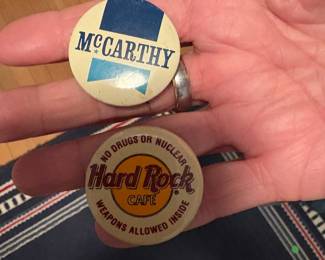 McCARTHY
NO DRUGS OR NUCLEAR
Hard Rock
CAFE
WEAPONS ALLOWED INSIDE